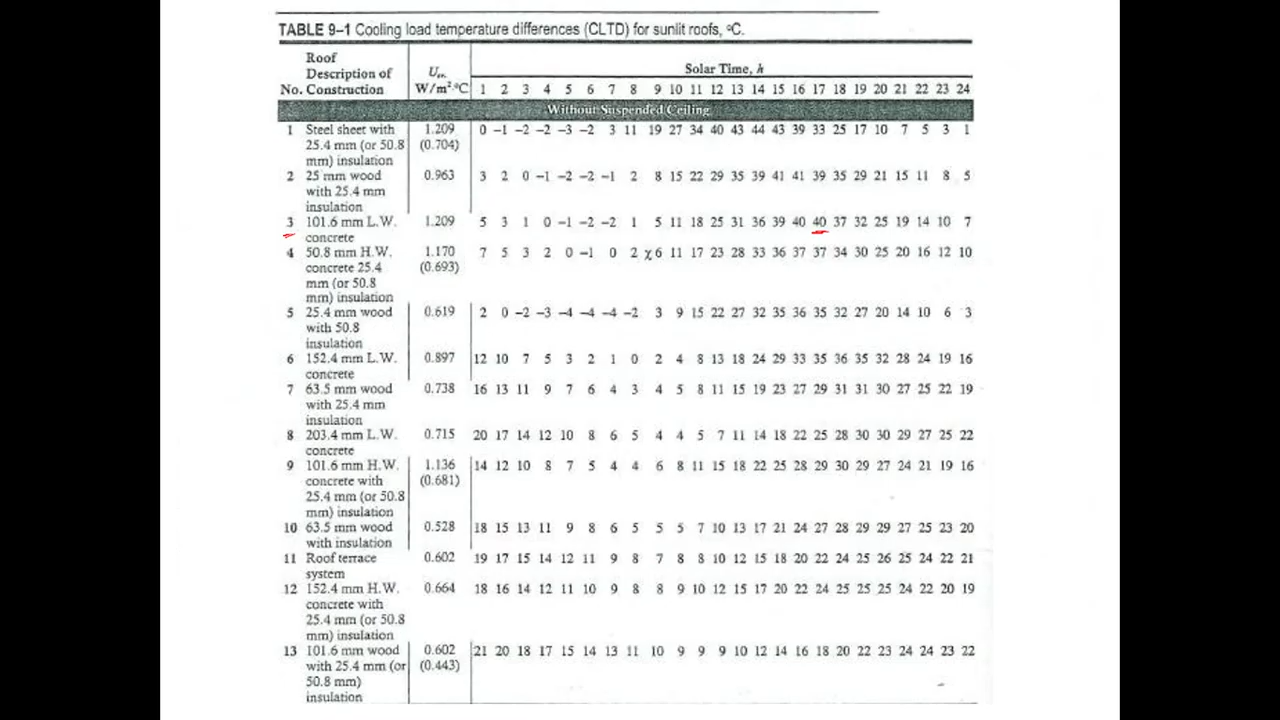 TABLE 9–1 Cooling load temperature differences (CLTD) for sunlit roofs, °C.
Roof
Description of
No. Construction
U
W/m²·°C
Solar Time, h
1 2 3 4 5 6 7 8 9 10 11 12 13 14 15 16 17 18 19 20 21 22 23 24
Without Suspended Ceiling
1 Steel sheet with 1.209 0 –1 –2 –2 –3 –2 3 11 19 27 34 40 43 44 43 39 33 25 17 10 7 5 3 1
25.4 mm (or 50.8 (0.704)
mm) insulation
2 25 mm wood 0.963 3 2 0 –1 –2 –2 –1 2 8 15 22 29 35 39 41 41 39 35 29 21 15 11 8 5
with 25.4 mm
insulation
3 101.6 mm L.W. 1.209 5 3 1 0 –1 –2 –2 1 5 11 18 25 31 36 39 40 40 37 32 25 19 14 10 7
concrete
4 50.8 mm H.W. 1.170 7 5 3 2 0 –1 0 2 6 11 17 23 28 33 36 37 37 34 30 25 20 16 12 10
concrete 25.4 (0.693)
mm (or 50.8
mm) insulation
5 25.4 mm wood 0.619 2 0 –2 –3 –4 –4 –4 –2 3 9 15 22 27 32 35 36 35 32 27 20 14 10 6 3
with 50.8
insulation
6 152.4 mm L.W. 0.897 12 10 7 5 3 2 1 0 2 4 8 13 18 24 29 33 35 36 35 32 28 24 19 16
concrete
7 63.5 mm wood 0.738 16 13 11 9 7 6 4 3 4 5 8 11 15 19 23 27 29 31 31 30 27 25 22 19
with 25.4 mm
insulation
8 203.4 mm L.W. 0.715 20 17 14 12 10 8 6 5 4 4 5 7 11 14 18 22 25 28 30 30 29 27 25 22
concrete
9 101.6 mm H.W. 1.136 14 12 10 8 7 5 4 4 6 8 11 15 18 22 25 28 29 30 29 27 24 21 19 16
concrete with (0.681)
25.4 mm (or 50.8
mm) insulation
10 63.5 mm wood 0.528 18 15 13 11 9 8 6 5 5 5 7 10 13 17 21 24 27 28 29 29 27 25 23 20
with insulation
11 Roof terrace 0.602 19 17 15 14 12 11 9 8 7 8 8 10 12 15 18 20 22 24 25 26 25 24 22 21
system
12 152.4 mm H.W. 0.664 18 16 14 12 11 10 9 8 8 9 10 12 15 17 20 22 24 25 25 25 24 22 20 19
concrete with
25.4 mm (or 50.8
mm) insulation
13 101.6 mm wood 0.602 21 20 18 17 15 14 13 11 10 9 9 9 10 12 14 16 18 20 22 23 24 24 23 22
with 25.4 mm (or (0.443)
50.8 mm)
insulation